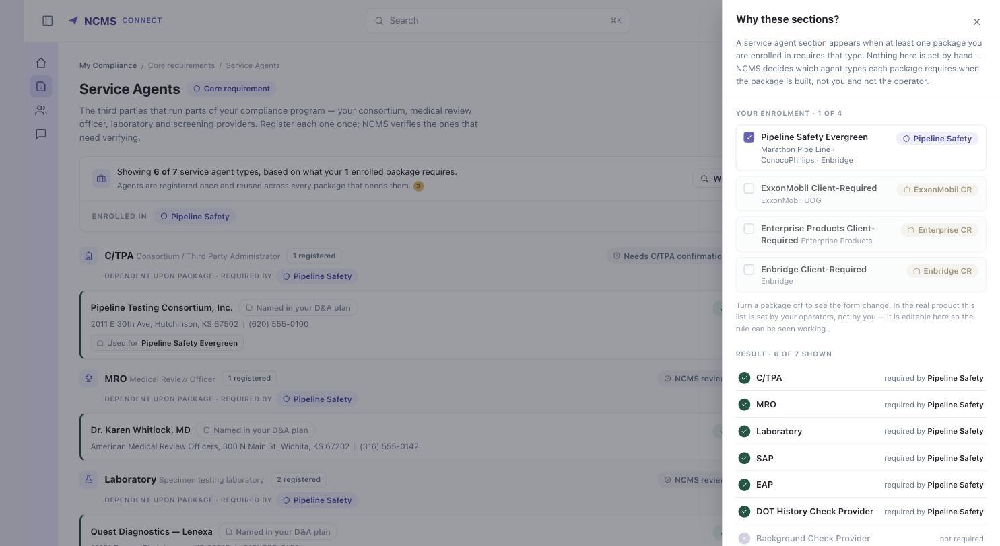 NCMS CONNECT
Search
⌘K
My Compliance / Core requirements / Service Agents
Service Agents
Core requirement
The third parties that run parts of your compliance program — your consortium, medical review
officer, laboratory and screening providers. Register each one once; NCMS verifies the ones that
need verifying.
Showing 6 of 7 service agent types, based on what your 1 enrolled package requires.
Agents are registered once and reused across every package that needs them. 3
ENROLLED IN
Pipeline Safety
C/TPA Consortium / Third Party Administrator
1 registered
Needs C/TPA
DEPENDENT UPON PACKAGE · REQUIRED BY
Pipeline Safety
Pipeline Testing Consortium, Inc.
Named in your D&A plan
2011 E 30th Ave, Hutchinson, KS 67502 | (620) 555-0100
Used for Pipeline Safety Evergreen
MRO Medical Review Officer
1 registered
NCMS
DEPENDENT UPON PACKAGE · REQUIRED BY
Pipeline Safety
Dr. Karen Whitlock, MD
Named in your D&A plan
American Medical Review Officers, 300 N Main St, Wichita, KS 67202 | (316) 555-0142
Laboratory Specimen testing laboratory
2 registered
NCMS
DEPENDENT UPON PACKAGE · REQUIRED BY
Pipeline Safety
Quest Diagnostics — Lenexa
Named in your D&A plan
Why these sections?
A service agent section appears when at least one package you
are enrolled in requires that type. Nothing here is set by hand —
NCMS decides which agent types each package requires when
the package is built, not you and not the operator.
YOUR ENROLMENT · 1 OF 4
Pipeline Safety Evergreen
Pipeline Safety
Marathon Pipe Line ·
ConocoPhillips · Enbridge
ExxonMobil Client-Required
ExxonMobil CR
ExxonMobil UOG
Enterprise Products Client-
Enterprise CR
Required Enterprise Products
Enbridge Client-Required
Enbridge CR
Enbridge
Turn a package off to see the form change. In the real product this
list is set by your operators, not by you — it is editable here so the
rule can be seen working.
RESULT · 6 OF 7 SHOWN
C/TPA required by Pipeline Safety
MRO required by Pipeline Safety
Laboratory required by Pipeline Safety
SAP required by Pipeline Safety
EAP required by Pipeline Safety
DOT History Check Provider required by Pipeline Safety
Background Check Provider not required